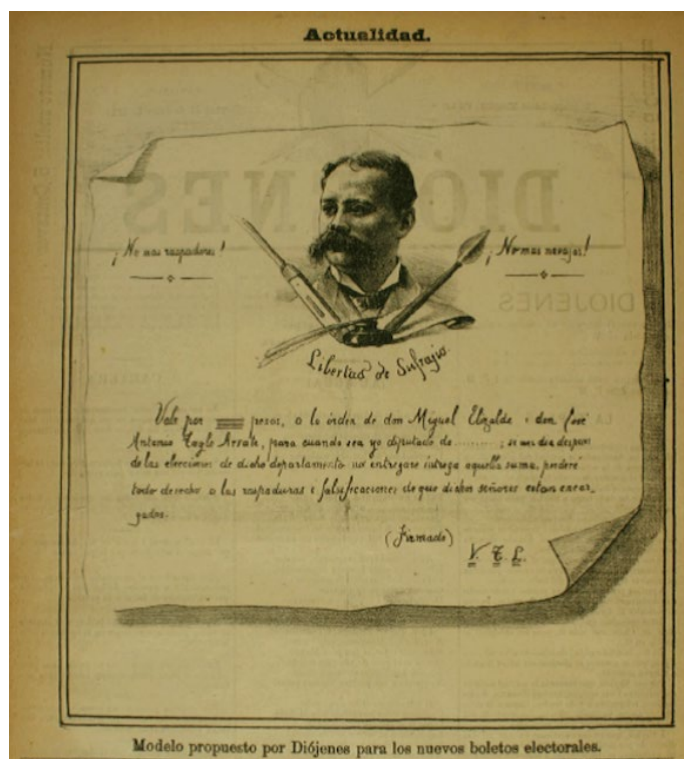 Actualidad.
¡No mas raspadores!
¡No mas navajas!
Libertad de Sufrajio.
Vale por pesos, a la órden de don Miguel Elizalde i don José
Antonio Tagle Arrate, para cuando sea yo diputado de ..........; si un dia despues
de las elecciones de dicho departamento no entregare íntegra aquella suma, perderé
todo derecho a las raspaduras i falsificaciones de que dichos señores estan encar-
gados.
(Firmado)
V. T. L.
Modelo propuesto por Diójenes para los nuevos boletos electorales.